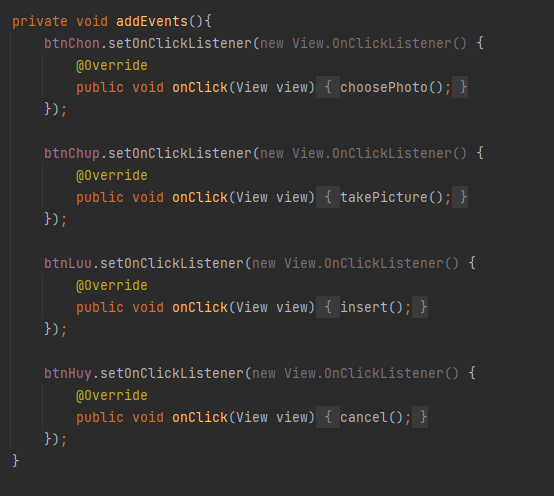 private void addEvents(){
btnChon.setOnClickListener(new View.OnClickListener() {
@Override
public void onClick(View view) { choosePhoto(); }
});
btnChup.setOnClickListener(new View.OnClickListener() {
@Override
public void onClick(View view) { takePicture(); }
});
btnLuu.setOnClickListener(new View.OnClickListener() {
@Override
public void onClick(View view) { insert(); }
});
btnHuy.setOnClickListener(new View.OnClickListener() {
@Override
public void onClick(View view) { cancel(); }
});
}